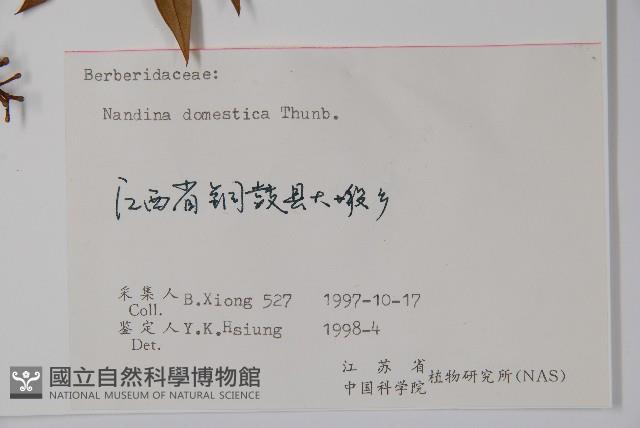 Berberidaceae:
Nandina domestica Thunb.
江西省铜鼓县大塅乡
采集人 B.Xiong 527 1997-10-17
Coll.
鉴定人 Y.K.Hsiung 1998-4
Det.
江苏省
中国科学院 植物研究所(NAS)
國立自然科學博物館
NATIONAL MUSEUM OF NATURAL SCIENCE